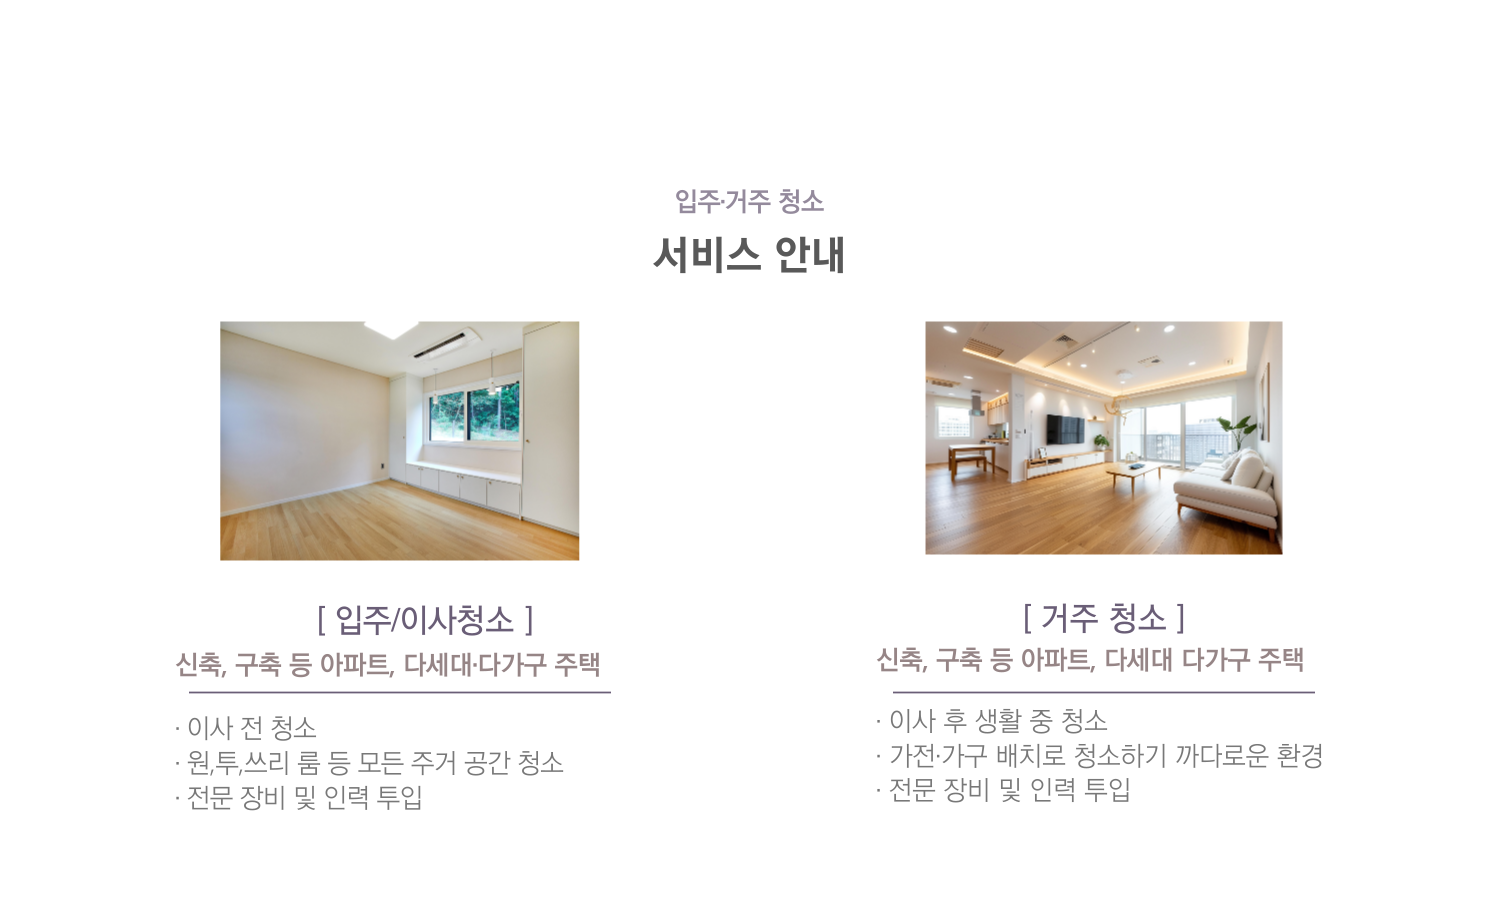 입주·거주 청소
서비스 안내
[ 입주/이사청소 ]
신축, 구축 등 아파트, 다세대·다가구 주택
· 이사 전 청소
· 원,투,쓰리 룸 등 모든 주거 공간 청소
· 전문 장비 및 인력 투입
[ 거주 청소 ]
신축, 구축 등 아파트, 다세대 다가구 주택
· 이사 후 생활 중 청소
· 가전·가구 배치로 청소하기 까다로운 환경
· 전문 장비 및 인력 투입